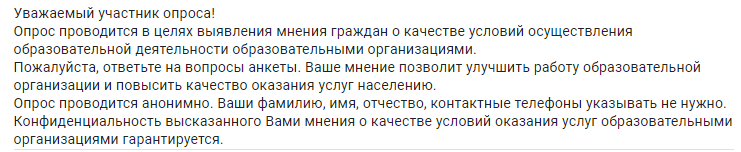 Уважаемый участник опроса!
Опрос проводится в целях выявления мнения граждан о качестве условий осуществления
образовательной деятельности образовательными организациями.
Пожалуйста, ответьте на вопросы анкеты. Ваше мнение позволит улучшить работу образовательной
организации и повысить качество оказания услуг населению.
Опрос проводится анонимно. Ваши фамилию, имя, отчество, контактные телефоны указывать не нужно.
Конфиденциальность высказанного Вами мнения о качестве условий оказания услуг образовательными
организациями гарантируется.